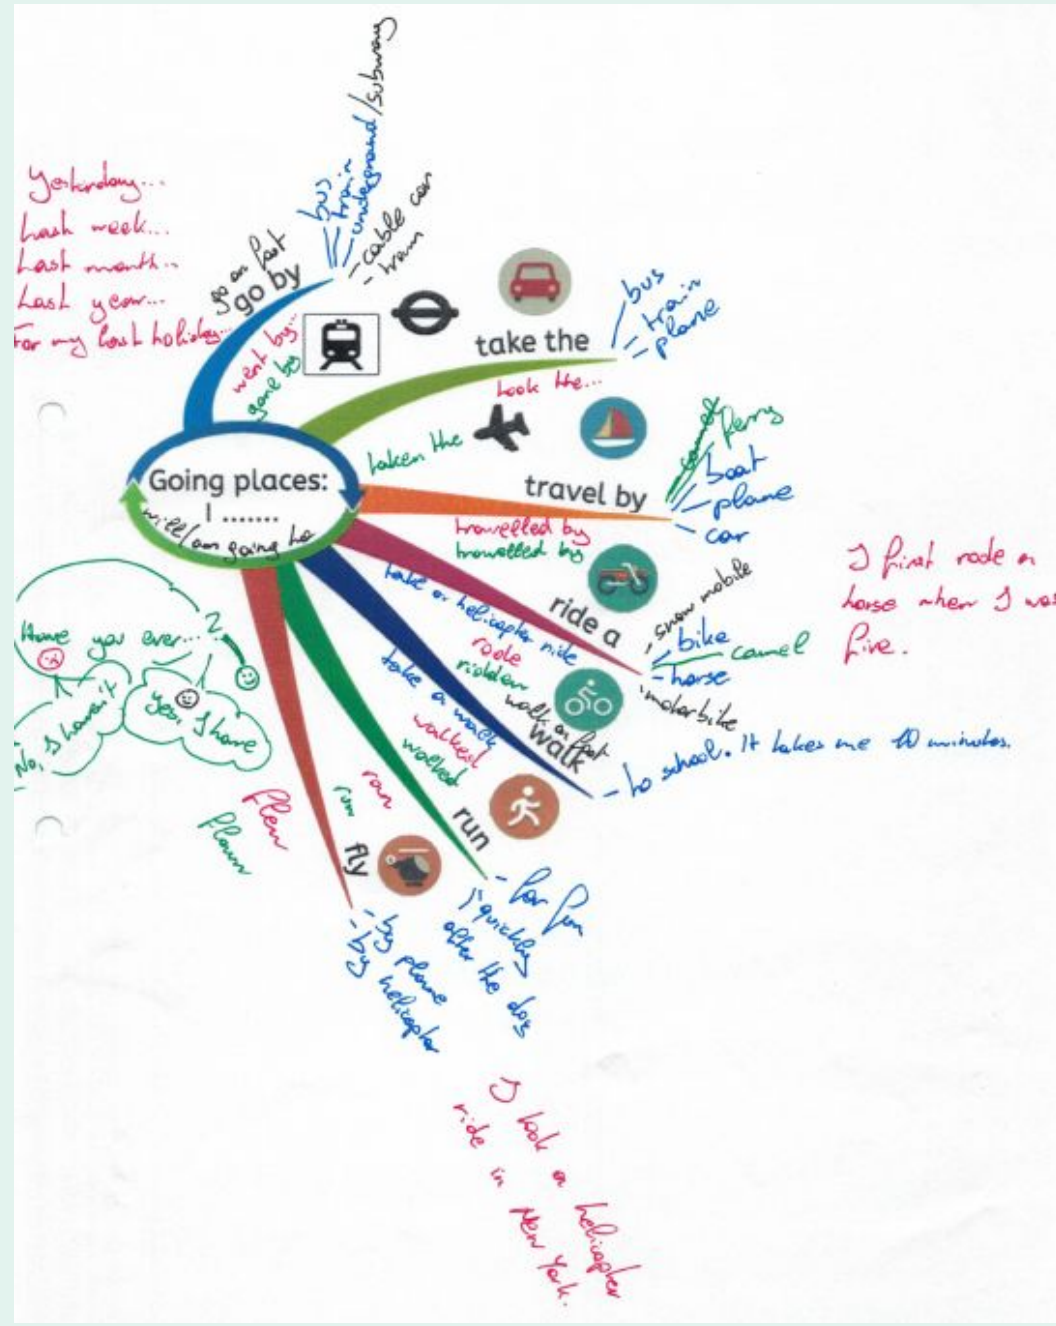 Yesterday...
Last week...
Last month...
Last year...
For my last holiday...
go on foot
go by
bus
train
underground/subway
- cable car
- tram
went by...
gone by
take the
bus
- train
- plane
took the...
taken the
Going places:
I .......
will/am going to
travel by
camel
ferry
boat
- plane
- car
travelled by
travelled by
ride a
snow mobile
- bike
camel
- horse
motorbike
take a helicopter ride
rode
ridden
I first rode a
horse when I was
five.
walk on foot
walk
take a walk
walked
walked
- to school. It takes me 10 minutes.
run
ran
run
- for fun
quickly
after the dog
fly
flew
flown
- by plane
- by helicopter
Have you ever... ?
No, I haven't
Yes, I have
I took a helicopter
ride in New York.